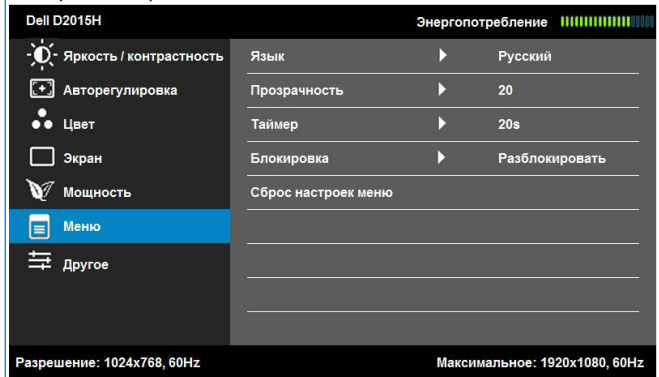 Dell D2015H Энергопотребление
Яркость / контрастность Язык Русский
Авторегулировка Прозрачность 20
Цвет Таймер 20s
Экран Блокировка Разблокировать
Мощность Сброс настроек меню
Меню
Другое
Разрешение: 1024x768, 60Hz Максимальное: 1920x1080, 60Hz